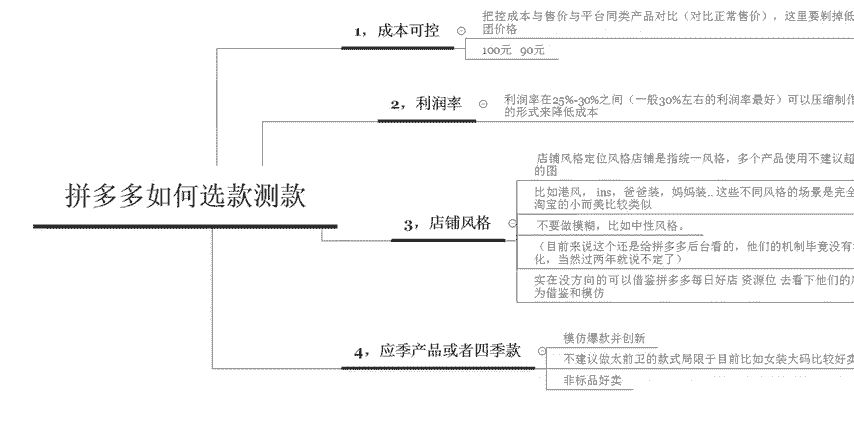 拼多多如何选款测款
1，成本可控
把控成本与售价与平台同类产品对比（对比正常售价），这里要剔掉低
团价格
100元 90元
2，利润率
利润率在25%-30%之间（一般30%左右的利润率最好）可以压缩制作
的形式来降低成本
3，店铺风格
店铺风格定位风格店铺是指统一风格，多个产品使用不建议超
的图
比如港风， ins，爸爸装，妈妈装.. 这些不同风格的场景是完全
淘宝的小而美比较类似
不要做模糊，比如中性风格。
（目前来说这个还是给拼多多后台看的，他们的机制毕竟没有
化，当然过两年就说不定了）
实在没方向的可以借鉴拼多多每日好店 资源位 去看下他们的
为借鉴和模仿
4，应季产品或者四季款
模仿爆款并创新
不建议做太前卫的款式局限于目前比如女装大码比较好卖
非标品好卖